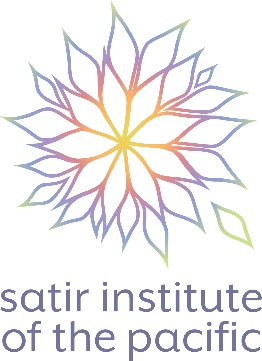 satir institute
of the pacific